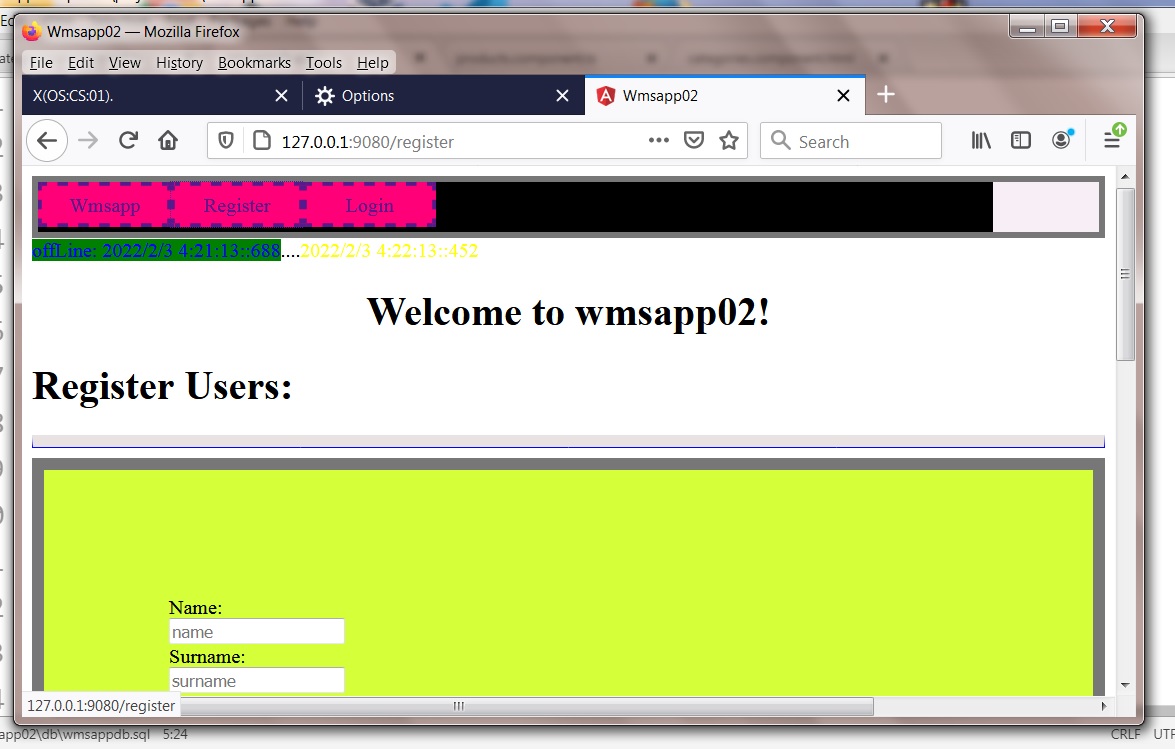 Wmsapp02 — Mozilla Firefox
File Edit View History Bookmarks Tools Help
X(OS:CS:01). Options Wmsapp02
127.0.0.1:9080/register Search
Wmsapp Register Login
offLine: 2022/2/3 4:21:13::688....2022/2/3 4:22:13::452
Welcome to wmsapp02!
Register Users:
Name:
name
Surname:
surname
127.0.0.1:9080/register
app02\db\wmsappdb.sql 5:24 CRLF UTF